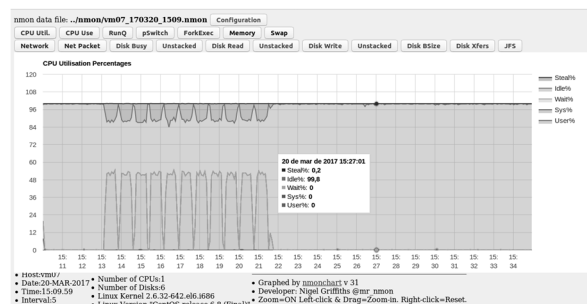 nmon data file: ../nmon/vm07_170320_1509.nmon Configuration
CPU Util. CPU Use RunQ pSwitch ForkExec Memory Swap
Network Net Packet Disk Busy Unstacked Disk Read Unstacked Disk Write Unstacked Disk BSize Disk Xfers JFS
CPU Utilisation Percentages
120
108
96
84
72
60
48
36
24
12
0
Steal%
Idle%
Wait%
Sys%
User%
20 de mar de 2017 15:27:01
Steal%: 0,2
Idle%: 99,8
Wait%: 0
Sys%: 0
User%: 0
15: 15: 15: 15: 15: 15: 15: 15: 15: 15: 15: 15: 15: 15: 15: 15: 15: 15: 15: 15: 15: 15: 15: 15:
11 12 13 14 15 16 17 18 19 20 21 22 23 24 25 26 27 28 29 30 31 32 33 34
• Host:vm07
• Date:20-MAR-2017
• Time:15:09.59
• Interval:5
• Number of CPUs:1
• Number of Disks:6
• Linux Kernel 2.6.32-642.el6.i686
• Linux Version "CentOS release 6.8 (Final)"
• Graphed by nmonchart v 31
• Developer: Nigel Griffiths @mr_nmon
• Zoom=ON Left-click & Drag=Zoom-in. Right-click=Reset.